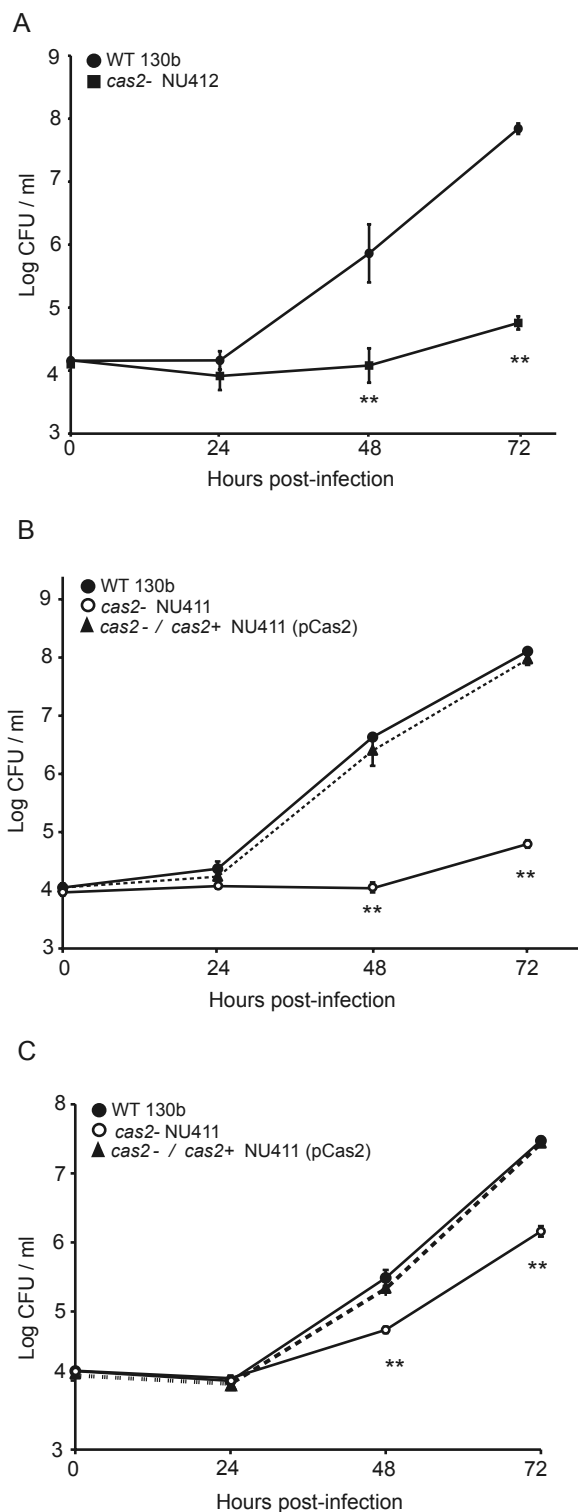 A
9
WT 130b
cas2- NU412
8
7
6
5
4
3
Log CFU / ml
**
**
0
24
48
72
Hours post-infection
B
9
WT 130b
cas2- NU411
cas2- / cas2+ NU411 (pCas2)
8
7
6
5
4
3
Log CFU / ml
**
**
0
24
48
72
Hours post-infection
C
8
WT 130b
cas2- NU411
cas2- / cas2+ NU411 (pCas2)
7
6
5
4
3
Log CFU / ml
**
**
0
24
48
72
Hours post-infection